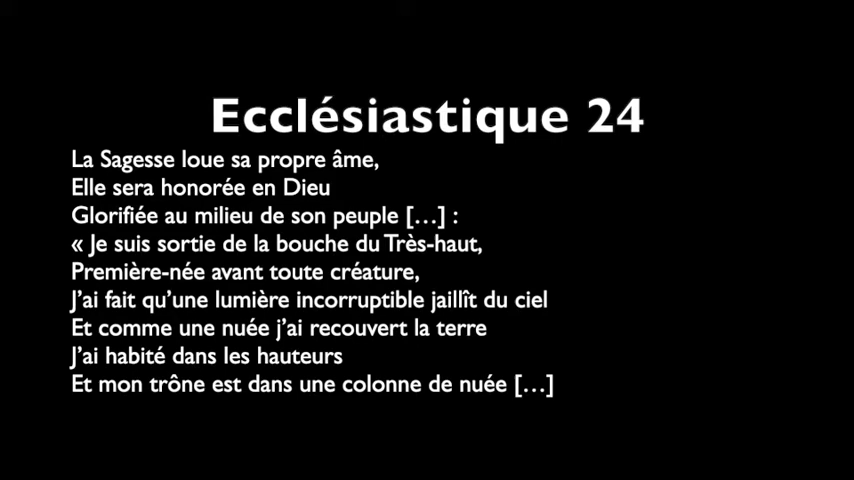 Ecclésiastique 24
La Sagesse loue sa propre âme,
Elle sera honorée en Dieu
Glorifiée au milieu de son peuple […] :
« Je suis sortie de la bouche du Très-haut,
Première-née avant toute créature,
J’ai fait qu’une lumière incorruptible jaillît du ciel
Et comme une nuée j’ai recouvert la terre
J’ai habité dans les hauteurs
Et mon trône est dans une colonne de nuée […]